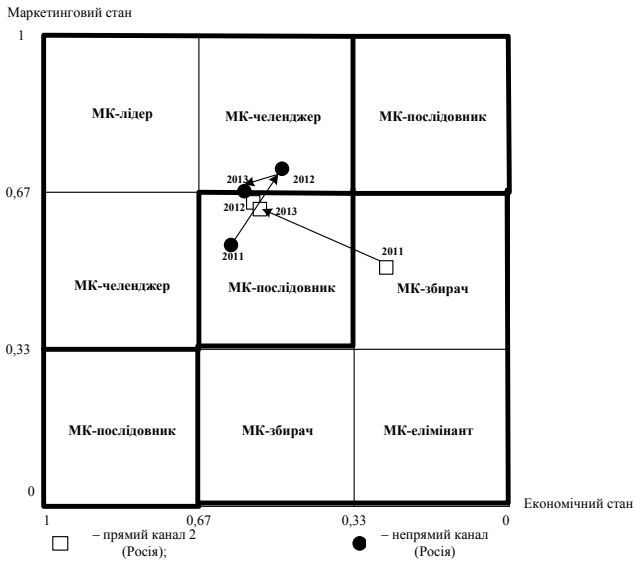 Маркетинговий стан
1
МК-лідер
МК-челенджер
МК-послідовник
2013
2012
0,67
2012
2013
2011
2011
МК-челенджер
МК-послідовник
МК-збирач
0,33
МК-послідовник
МК-збирач
МК-елімінант
0
Економічний стан
1
0,67
0,33
0
– прямий канал 2
(Росія);
– непрямий канал
(Росія)